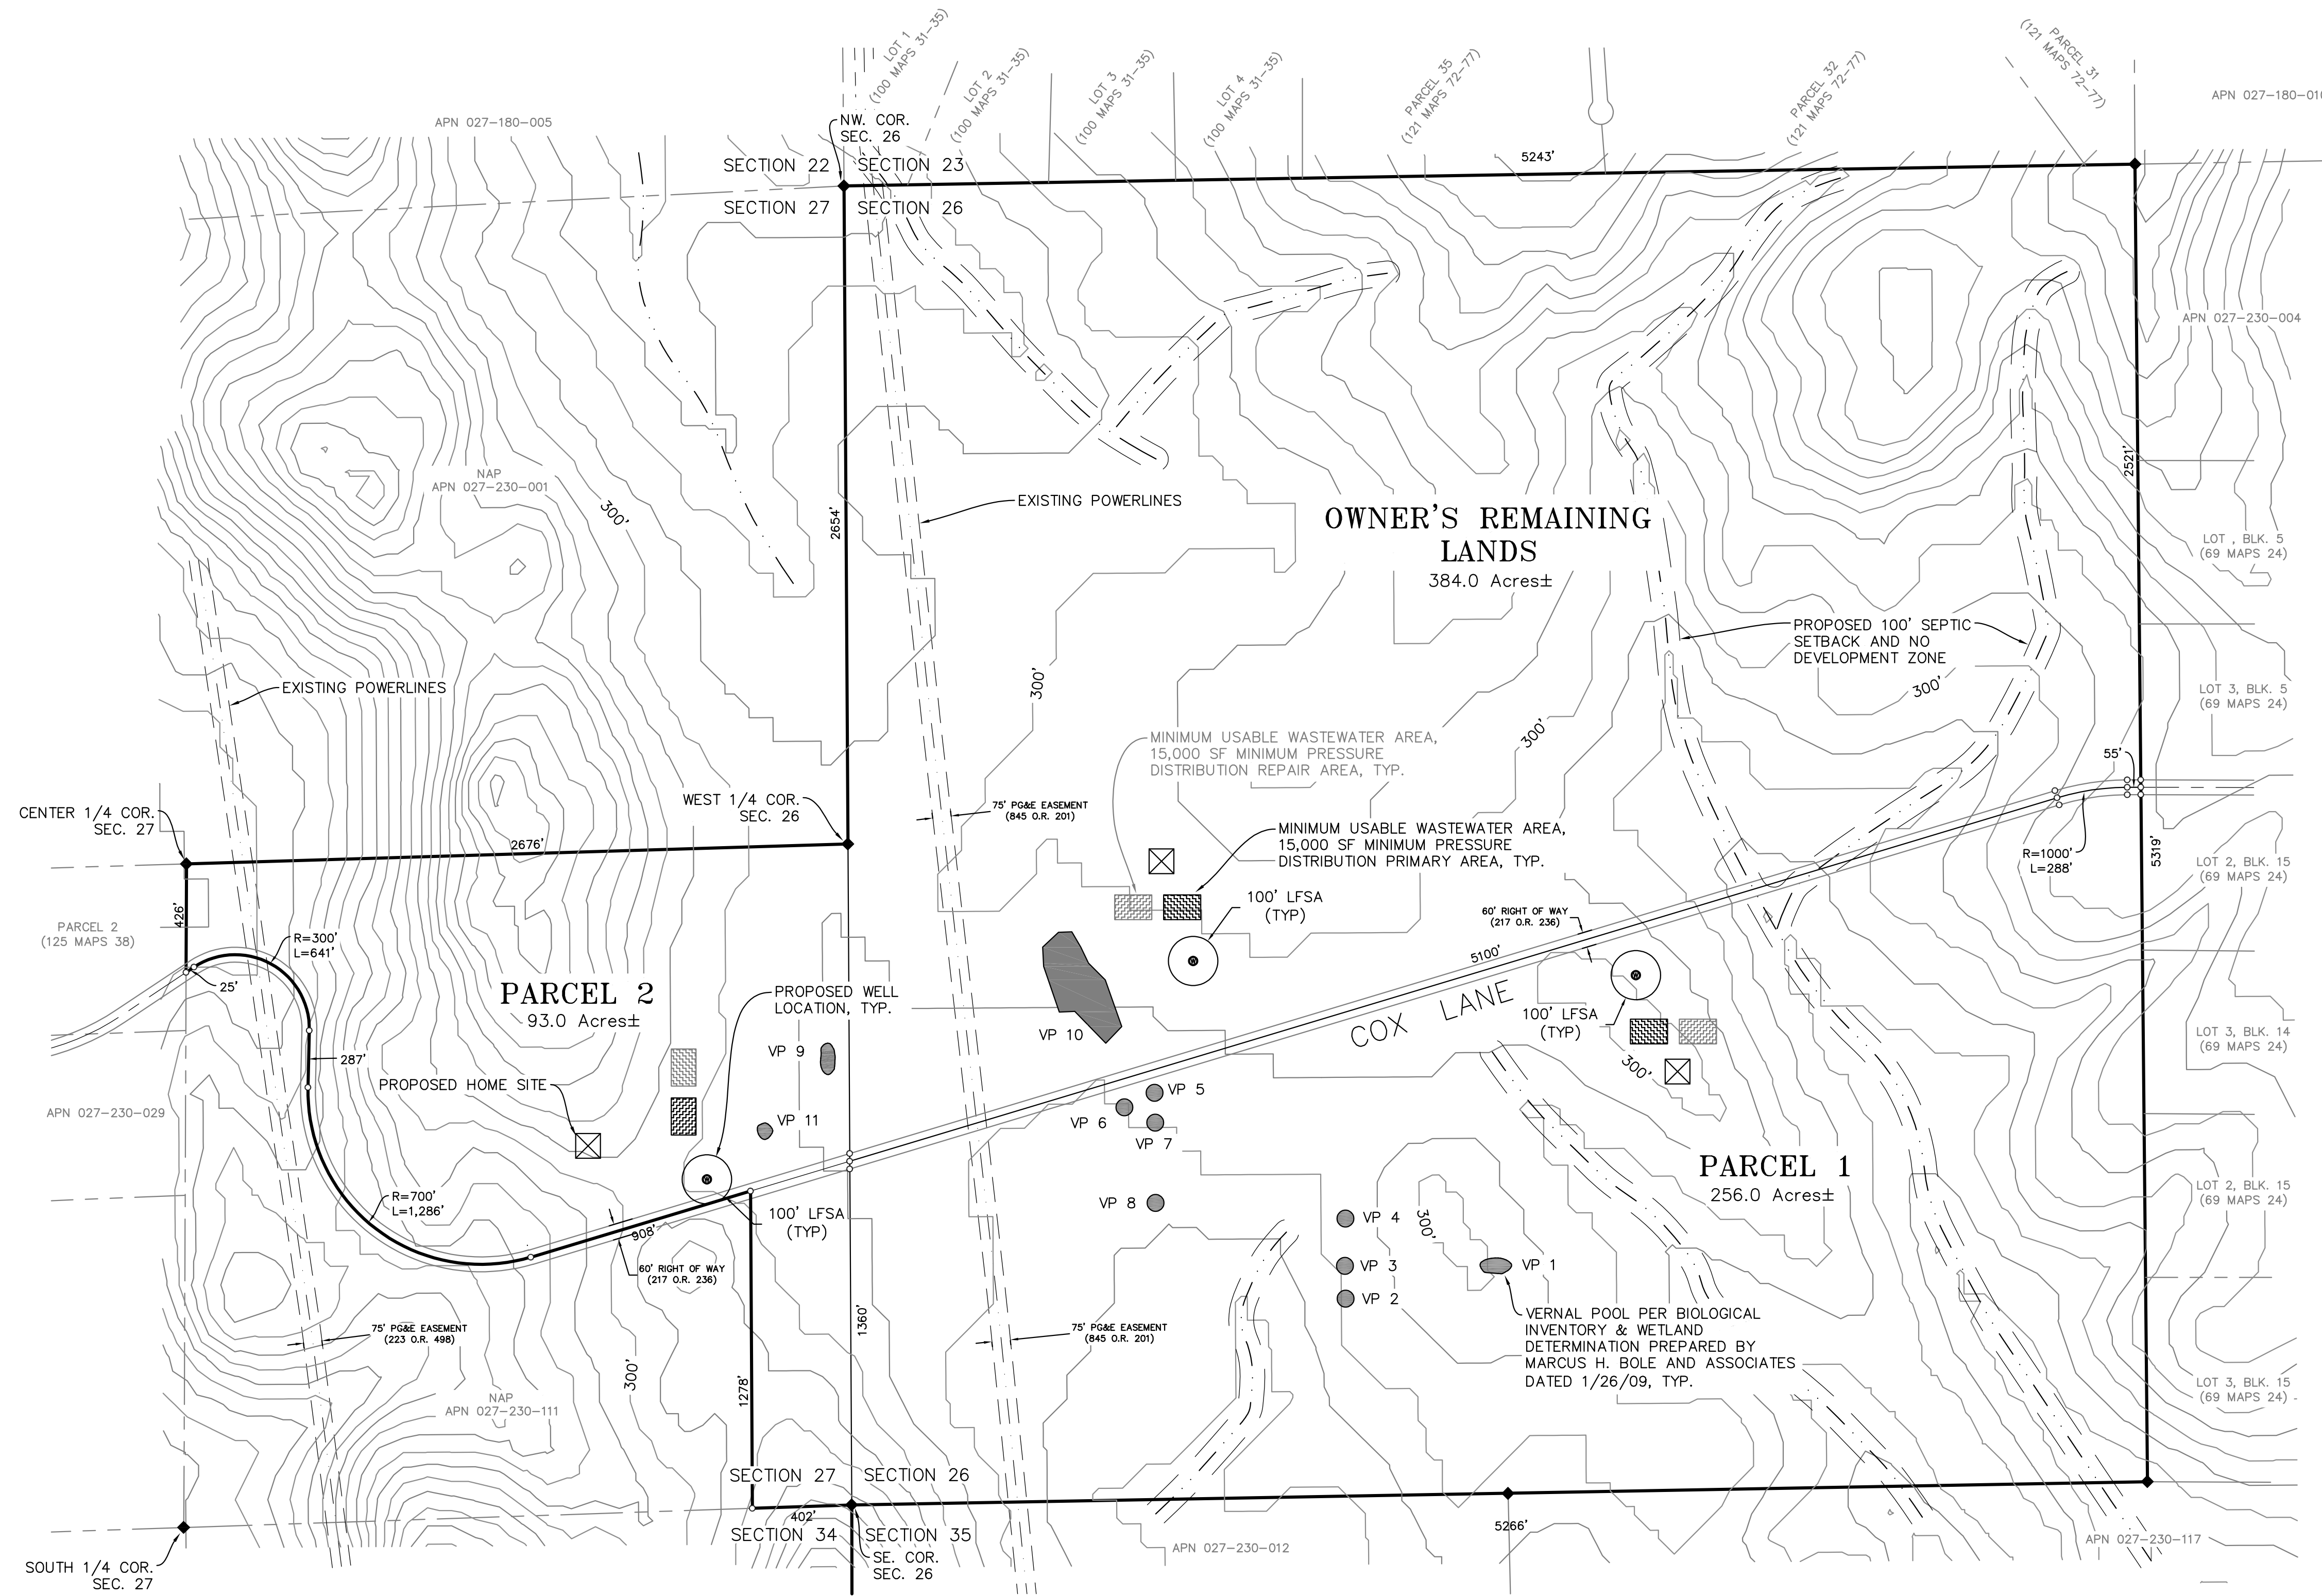 LOT 1
(100 MAPS 31-35)
LOT 2
(100 MAPS 31-35)
LOT 3
(100 MAPS 31-35)
LOT 4
(100 MAPS 31-35)
PARCEL 35
(121 MAPS 72-77)
PARCEL 32
(121 MAPS 72-77)
PARCEL 31
(121 MAPS 72-77)
APN 027-180-010
APN 027-180-005
NW. COR.
SEC. 26
SECTION 22
SECTION 23
SECTION 27
SECTION 26
5243'
APN 027-230-004
NAP
APN 027-230-001
300'
2654'
EXISTING POWERLINES
OWNER'S REMAINING
LANDS
384.0 Acres±
2521'
LOT , BLK. 5
(69 MAPS 24)
PROPOSED 100' SEPTIC
SETBACK AND NO
DEVELOPMENT ZONE
300'
LOT 3, BLK. 5
(69 MAPS 24)
EXISTING POWERLINES
300'
300'
MINIMUM USABLE WASTEWATER AREA,
15,000 SF MINIMUM PRESSURE
DISTRIBUTION REPAIR AREA, TYP.
55'
CENTER 1/4 COR.
SEC. 27
WEST 1/4 COR.
SEC. 26
2676'
75' PG&E EASEMENT
(845 O.R. 201)
MINIMUM USABLE WASTEWATER AREA,
15,000 SF MINIMUM PRESSURE
DISTRIBUTION PRIMARY AREA, TYP.
R=1000'
L=288'
5319'
LOT 2, BLK. 15
(69 MAPS 24)
426'
PARCEL 2
(125 MAPS 38)
R=300'
L=641'
25'
100' LFSA
(TYP)
60' RIGHT OF WAY
(217 O.R. 236)
5100'
PARCEL 2
93.0 Acres±
PROPOSED WELL
LOCATION, TYP.
COX LANE
100' LFSA
(TYP)
LOT 3, BLK. 14
(69 MAPS 24)
VP 10
VP 9
287'
300'
PROPOSED HOME SITE
VP 5
APN 027-230-029
VP 11
VP 6
VP 7
PARCEL 1
256.0 Acres±
LOT 2, BLK. 15
(69 MAPS 24)
R=700'
L=1,286'
VP 8
100' LFSA
(TYP)
908'
VP 4
300'
60' RIGHT OF WAY
(217 O.R. 236)
VP 3
VP 1
VP 2
VERNAL POOL PER BIOLOGICAL
INVENTORY & WETLAND
DETERMINATION PREPARED BY
MARCUS H. BOLE AND ASSOCIATES
DATED 1/26/09, TYP.
1360'
75' PG&E EASEMENT
(223 O.R. 498)
75' PG&E EASEMENT
(845 O.R. 201)
300'
1278'
NAP
APN 027-230-111
LOT 3, BLK. 15
(69 MAPS 24)
SECTION 27
SECTION 26
402'
SECTION 34
SECTION 35
5266'
SE. COR.
SEC. 26
APN 027-230-012
APN 027-230-117
SOUTH 1/4 COR.
SEC. 27